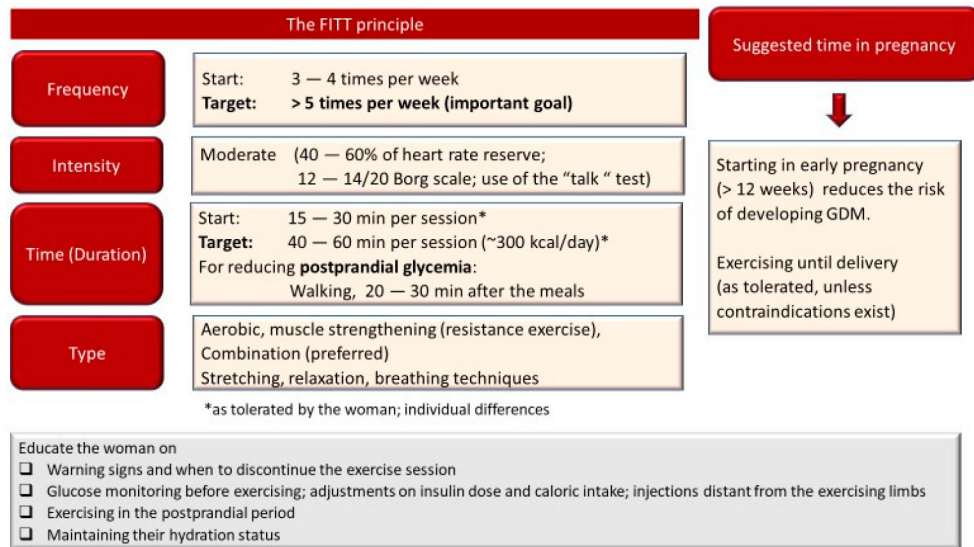 The FITT principle
Frequency
Start: 3 — 4 times per week
Target: > 5 times per week (important goal)
Intensity
Moderate (40 — 60% of heart rate reserve;
12 — 14/20 Borg scale; use of the “talk “ test)
Time (Duration)
Start: 15 — 30 min per session*
Target: 40 — 60 min per session (~300 kcal/day)*
For reducing postprandial glycemia:
Walking, 20 — 30 min after the meals
Type
Aerobic, muscle strengthening (resistance exercise),
Combination (preferred)
Stretching, relaxation, breathing techniques
*as tolerated by the woman; individual differences
Suggested time in pregnancy
Starting in early pregnancy
(> 12 weeks) reduces the risk
of developing GDM.
Exercising until delivery
(as tolerated, unless
contraindications exist)
Educate the woman on
❑ Warning signs and when to discontinue the exercise session
❑ Glucose monitoring before exercising; adjustments on insulin dose and caloric intake; injections distant from the exercising limbs
❑ Exercising in the postprandial period
❑ Maintaining their hydration status